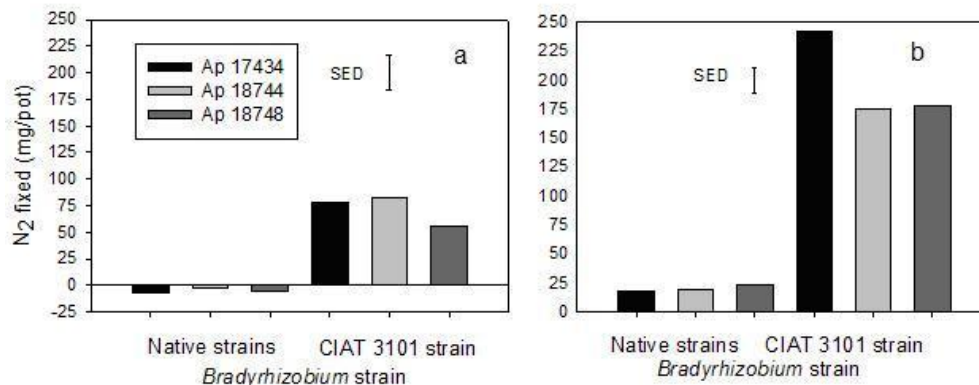 250
225
200
175
150
125
100
75
50
25
0
-25
N2 fixed (mg/pot)
Ap 17434
Ap 18744
Ap 18748
SED
a
Native strains
CIAT 3101 strain
Bradyrhizobium strain
250
225
200
175
150
125
100
75
50
25
0
SED
b
Native strains
CIAT 3101 strain
Bradyrhizobium strain